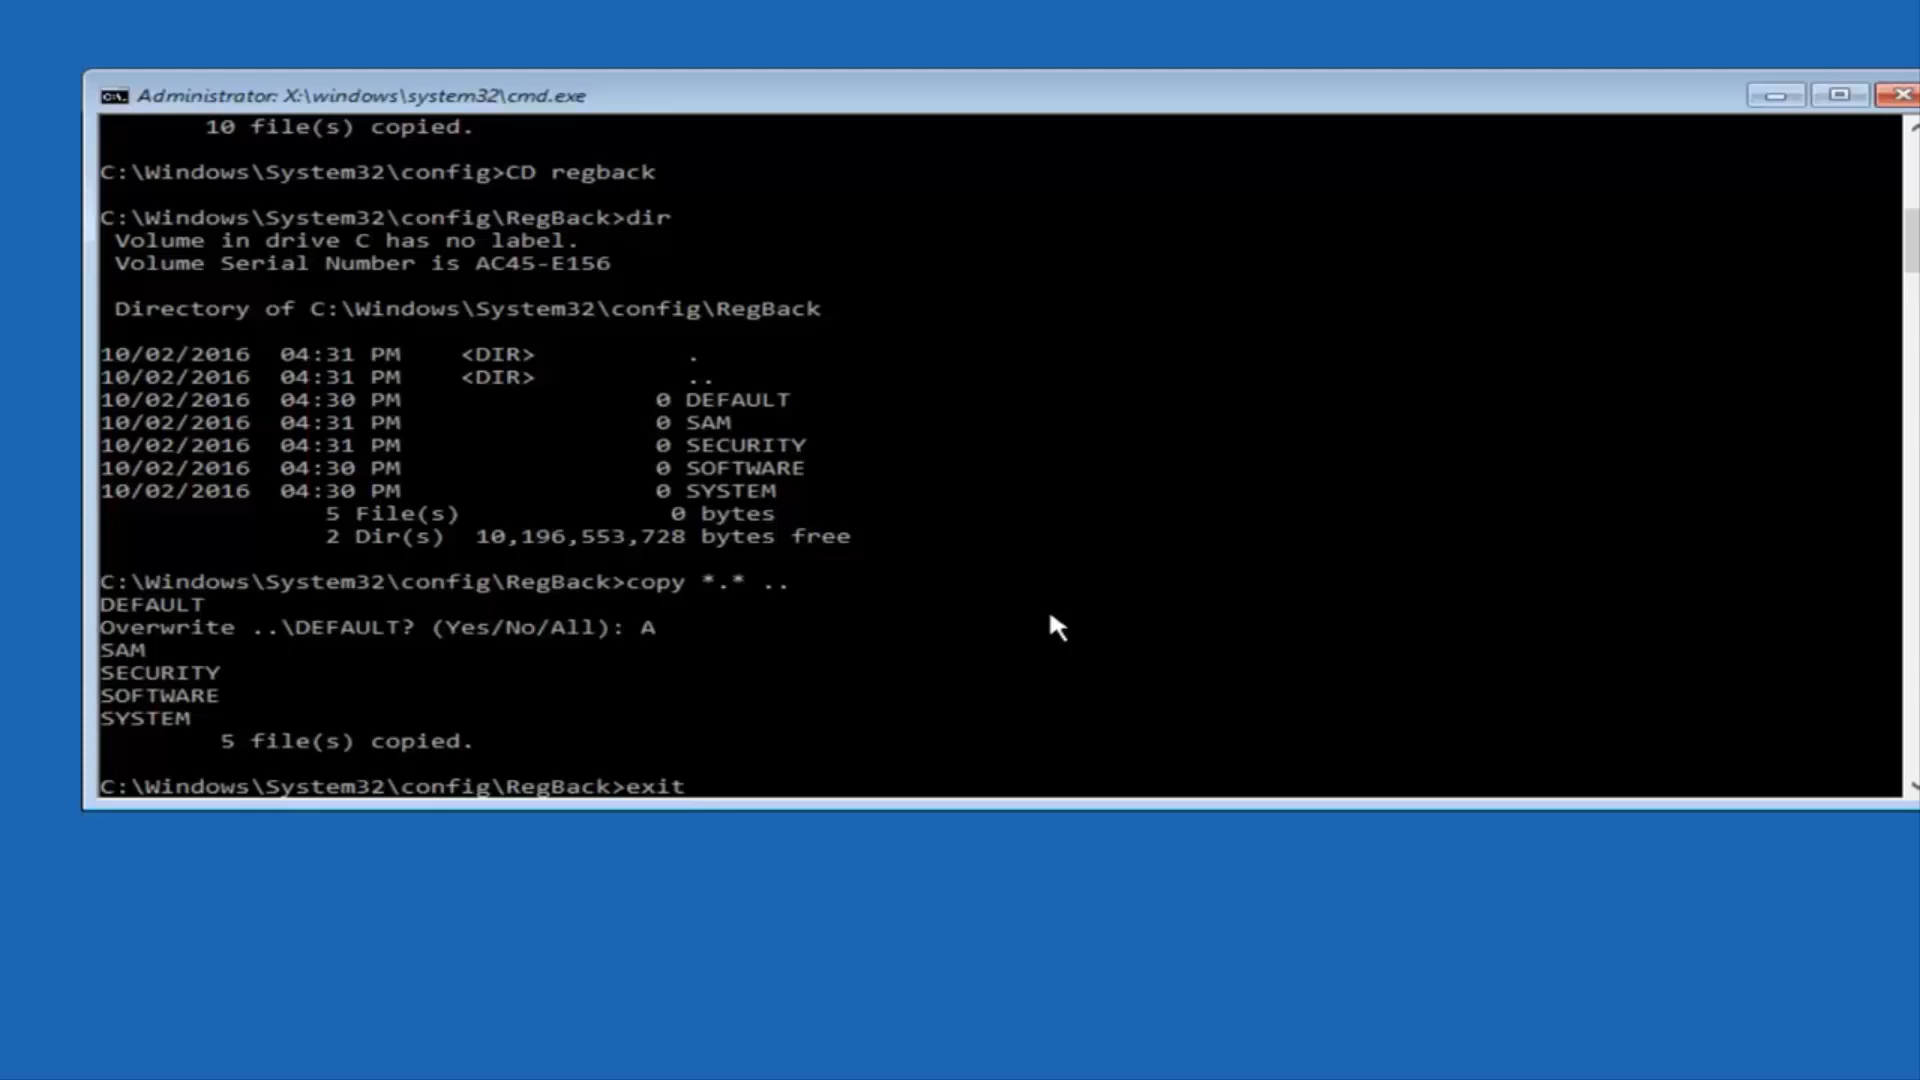 Administrator: X:\windows\system32\cmd.exe
10 file(s) copied.
C:\Windows\System32\config>CD regback
C:\Windows\System32\config\RegBack>dir
Volume in drive C has no label.
Volume Serial Number is AC45-E156
Directory of C:\Windows\System32\config\RegBack
10/02/2016 04:31 PM <DIR> .
10/02/2016 04:31 PM <DIR> ..
10/02/2016 04:30 PM 0 DEFAULT
10/02/2016 04:31 PM 0 SAM
10/02/2016 04:31 PM 0 SECURITY
10/02/2016 04:30 PM 0 SOFTWARE
10/02/2016 04:30 PM 0 SYSTEM
5 File(s) 0 bytes
2 Dir(s) 10,196,553,728 bytes free
C:\Windows\System32\config\RegBack>copy *.* ..
DEFAULT
Overwrite ..\DEFAULT? (Yes/No/All): A
SAM
SECURITY
SOFTWARE
SYSTEM
5 file(s) copied.
C:\Windows\System32\config\RegBack>exit